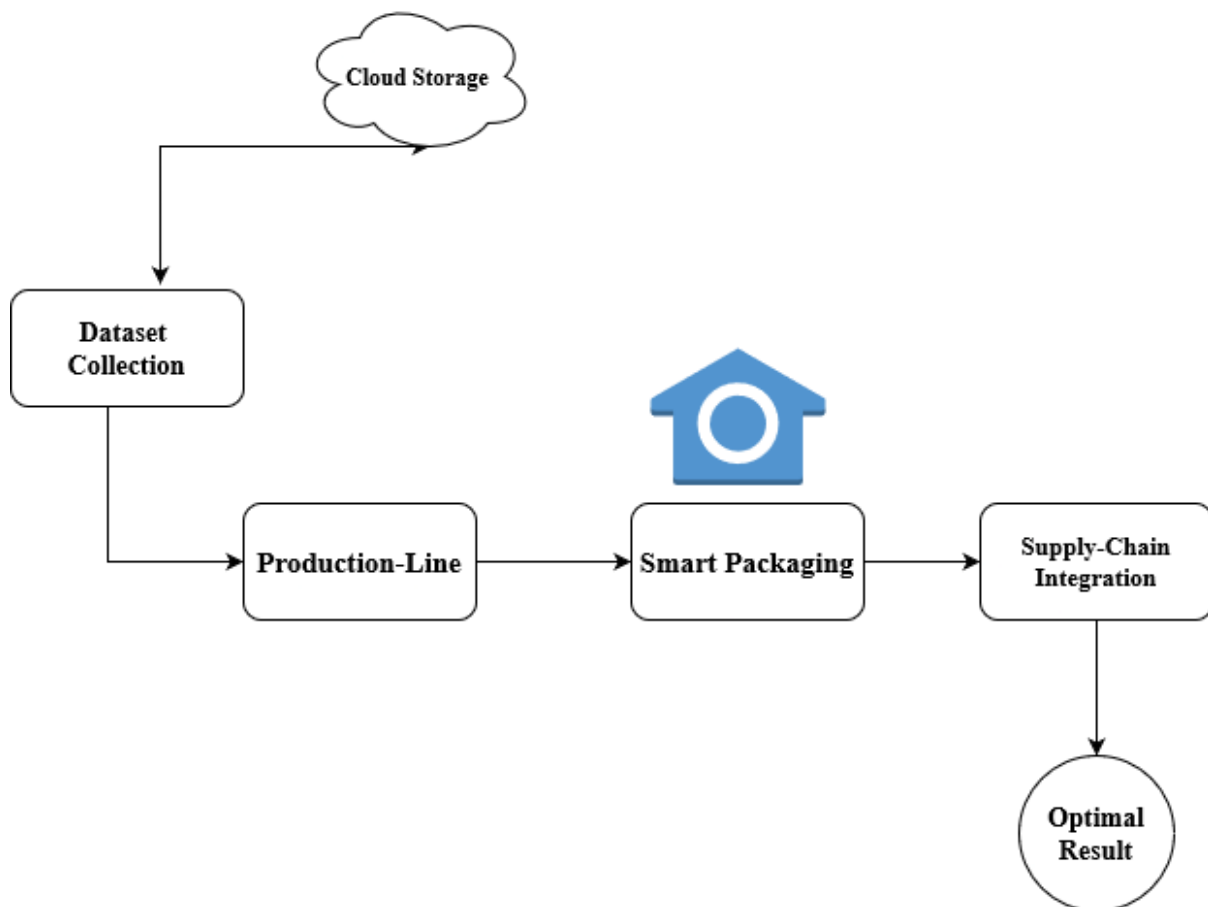 Cloud Storage
Dataset
Collection
Production-Line
Smart Packaging
Supply-Chain
Integration
Optimal
Result